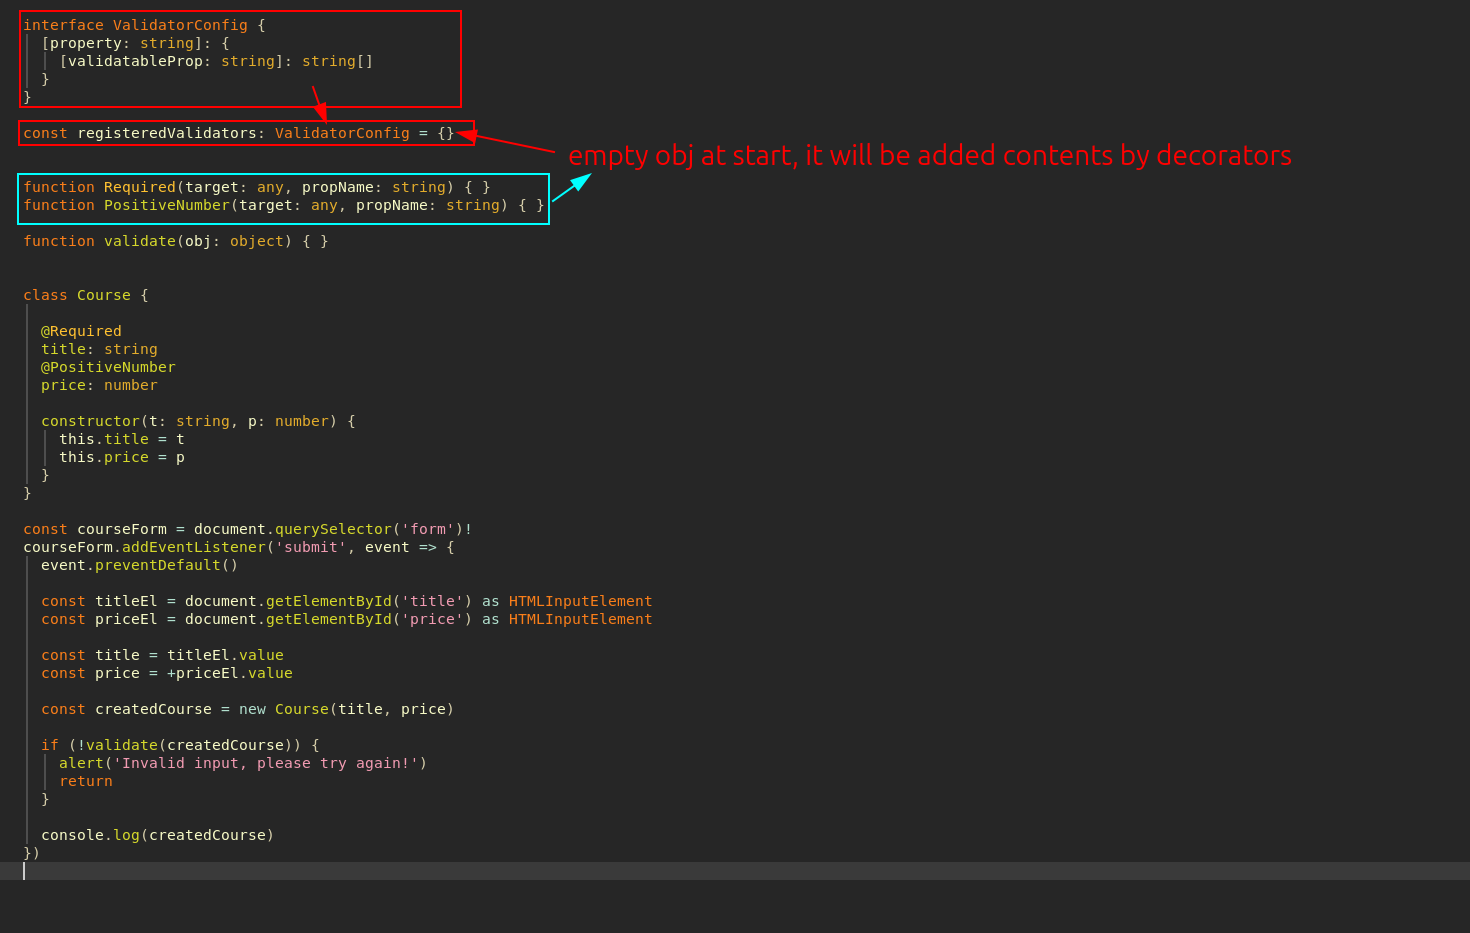 interface ValidatorConfig {
  [property: string]: {
    [validatableProp: string]: string[]
  }
}
const registeredValidators: ValidatorConfig = {}
empty obj at start, it will be added contents by decorators
function Required(target: any, propName: string) { }
function PositiveNumber(target: any, propName: string) { }
function validate(obj: object) { }
class Course {
  @Required
  title: string
  @PositiveNumber
  price: number
  constructor(t: string, p: number) {
    this.title = t
    this.price = p
  }
}
const courseForm = document.querySelector('form')!
courseForm.addEventListener('submit', event => {
  event.preventDefault()
  const titleEl = document.getElementById('title') as HTMLInputElement
  const priceEl = document.getElementById('price') as HTMLInputElement
  const title = titleEl.value
  const price = +priceEl.value
  const createdCourse = new Course(title, price)
  if (!validate(createdCourse)) {
    alert('Invalid input, please try again!')
    return
  }
  console.log(createdCourse)
})